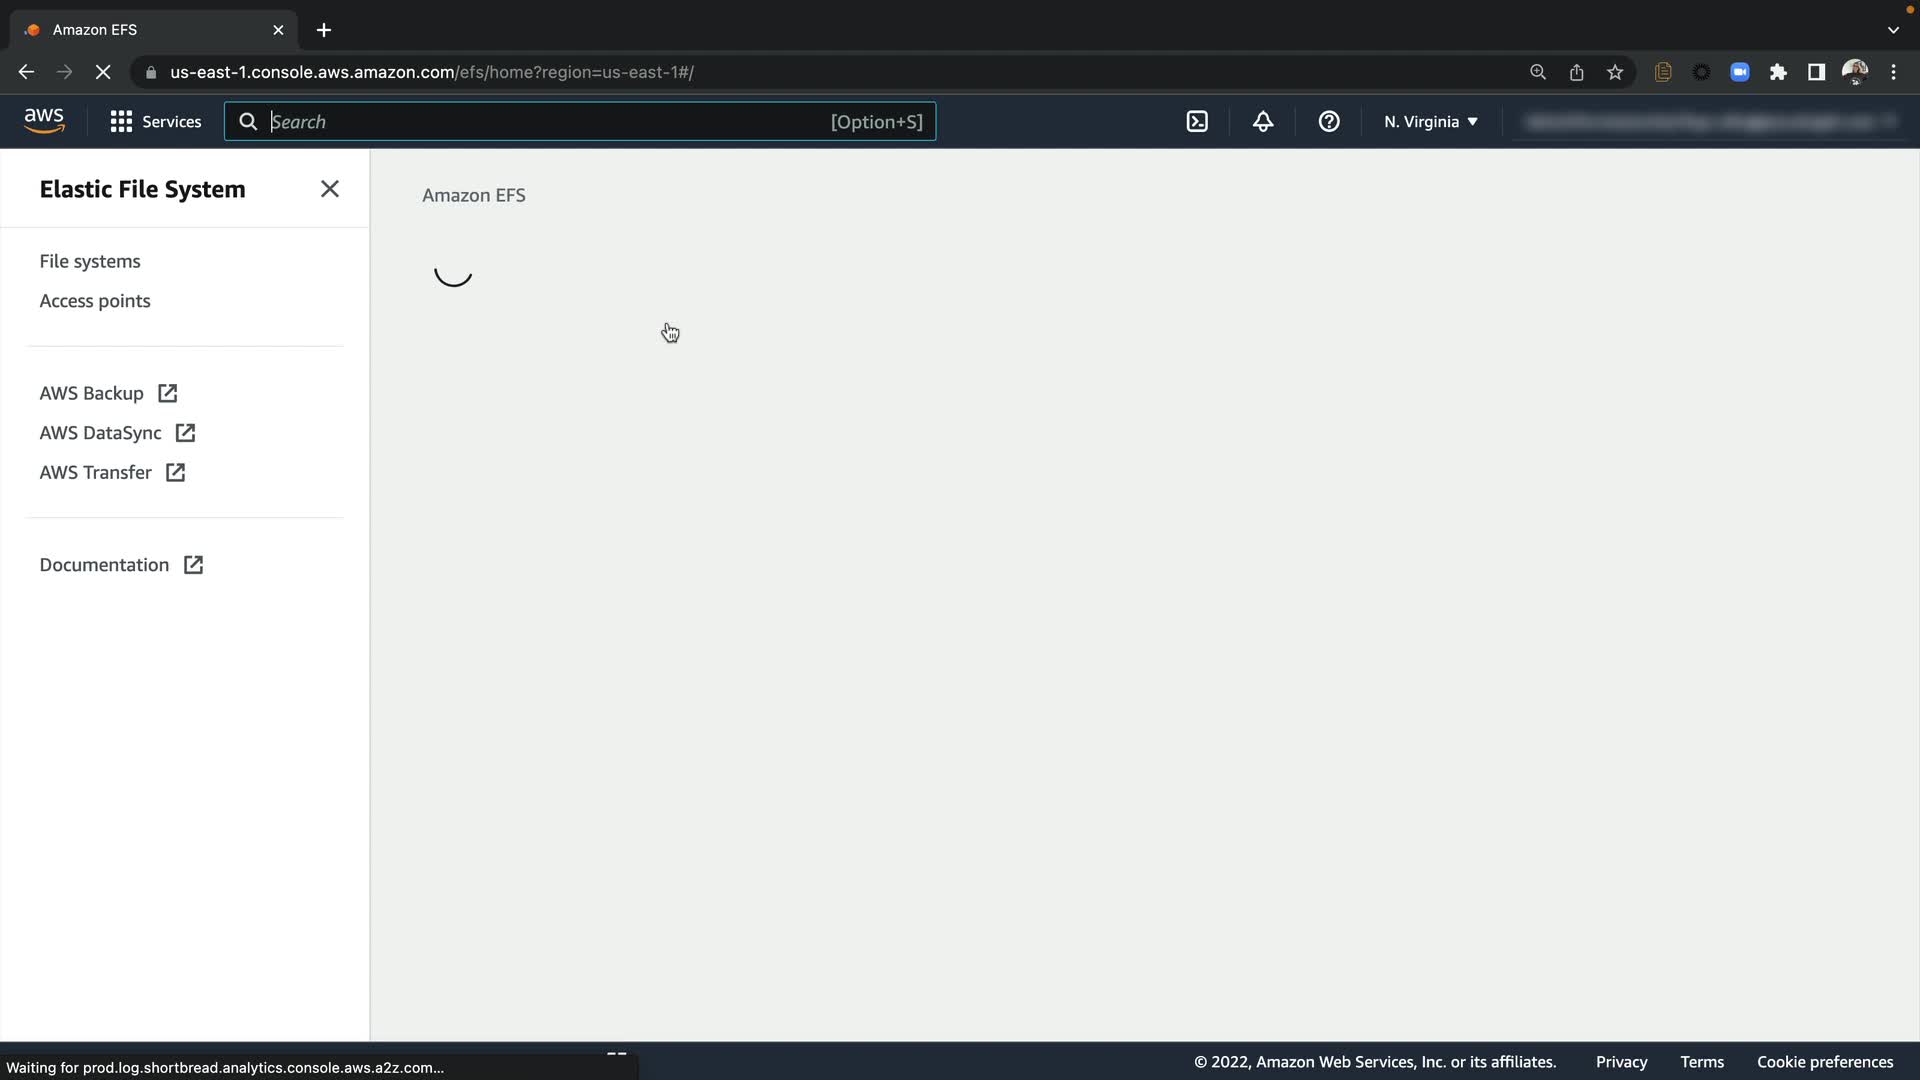 Amazon EFS
us-east-1.console.aws.amazon.com/efs/home?region=us-east-1#/
aws
Services
Search
[Option+S]
N. Virginia
Elastic File System
Amazon EFS
File systems
Access points
AWS Backup
AWS DataSync
AWS Transfer
Documentation
Waiting for prod.log.shortbread.analytics.console.aws.a2z.com...
© 2022, Amazon Web Services, Inc. or its affiliates.
Privacy
Terms
Cookie preferences